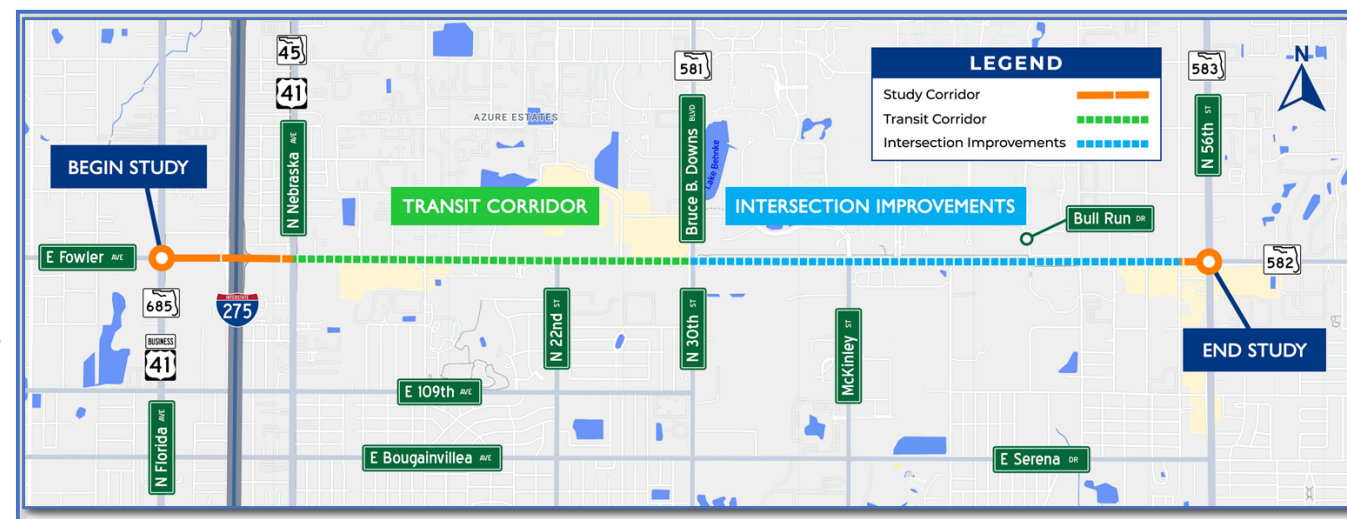 45
41
581
583
N
LEGEND
Study Corridor
Transit Corridor
Intersection Improvements
AZURE ESTATES
N Nebraska AVE
Bruce B. Downs BLVD
Lake Behnke
N 56th ST
BEGIN STUDY
TRANSIT CORRIDOR
INTERSECTION IMPROVEMENTS
Bull Run DR
E Fowler AVE
582
685
INTERSTATE
275
BUSINESS
41
N 22nd ST
N 30th ST
McKinley ST
END STUDY
E 109th AVE
N Florida AVE
E Bougainvillea AVE
E Serena DR